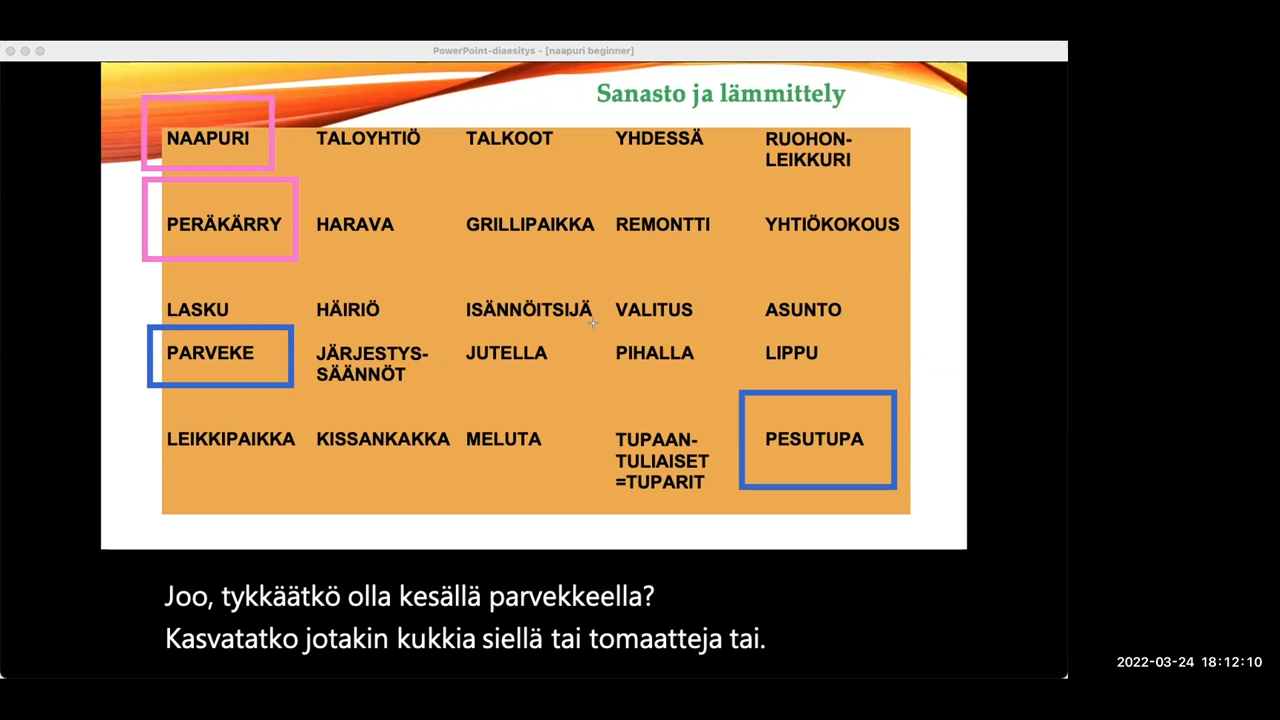 PowerPoint-diaesitys - [naapuri beginner]
Sanasto ja lämmittely
NAAPURI TALOYHTIÖ TALKOOT YHDESSÄ RUOHON-
LEIKKURI
PERÄKÄRRY HARAVA GRILLIPAIKKA REMONTTI YHTIÖKOKOUS
LASKU HÄIRIÖ ISÄNNÖITSIJÄ VALITUS ASUNTO
PARVEKE JÄRJESTYS- JUTELLA PIHALLA LIPPU
SÄÄNNÖT
LEIKKIPAIKKA KISSANKAKKA MELUTA TUPAAN- PESUTUPA
TULIAISET
=TUPARIT
Joo, tykkäätkö olla kesällä parvekkeella?
Kasvatatko jotakin kukkia siellä tai tomaatteja tai.
2022-03-24 18:12:10